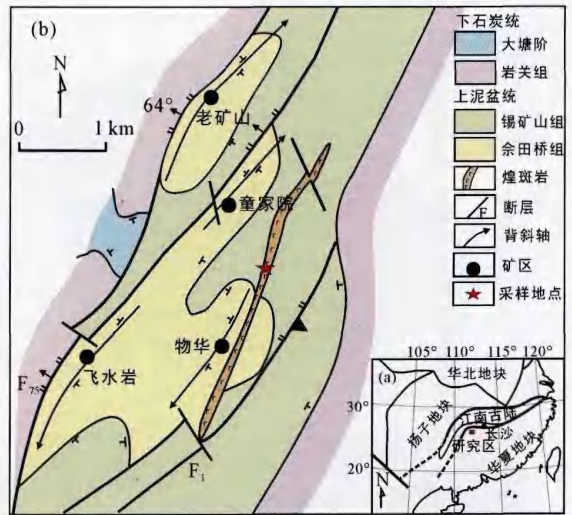 (b)
N
0 1 km
64°
老矿山
童家院
物华
飞水岩
F₇₅
F₁
下石炭统
大塘阶
岩关组
上泥盆统
锡矿山组
佘田桥组
煌斑岩
F 断层
背斜轴
矿区
采样地点
105° 110° 115° 120°
(a)
华北地块
30°
扬子地块
江南古陆
长沙
研究区
华夏地块
20°
N